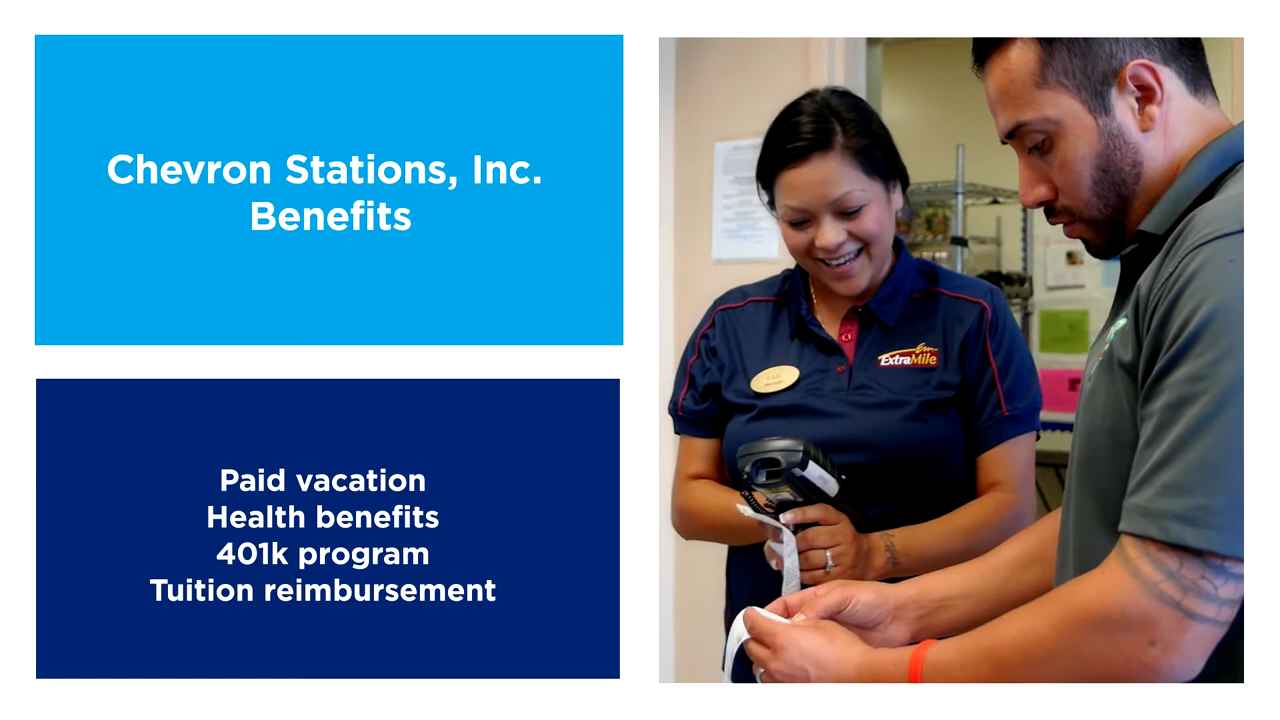 Chevron Stations, Inc.
Benefits
Paid vacation
Health benefits
401k program
Tuition reimbursement
ExtraMile